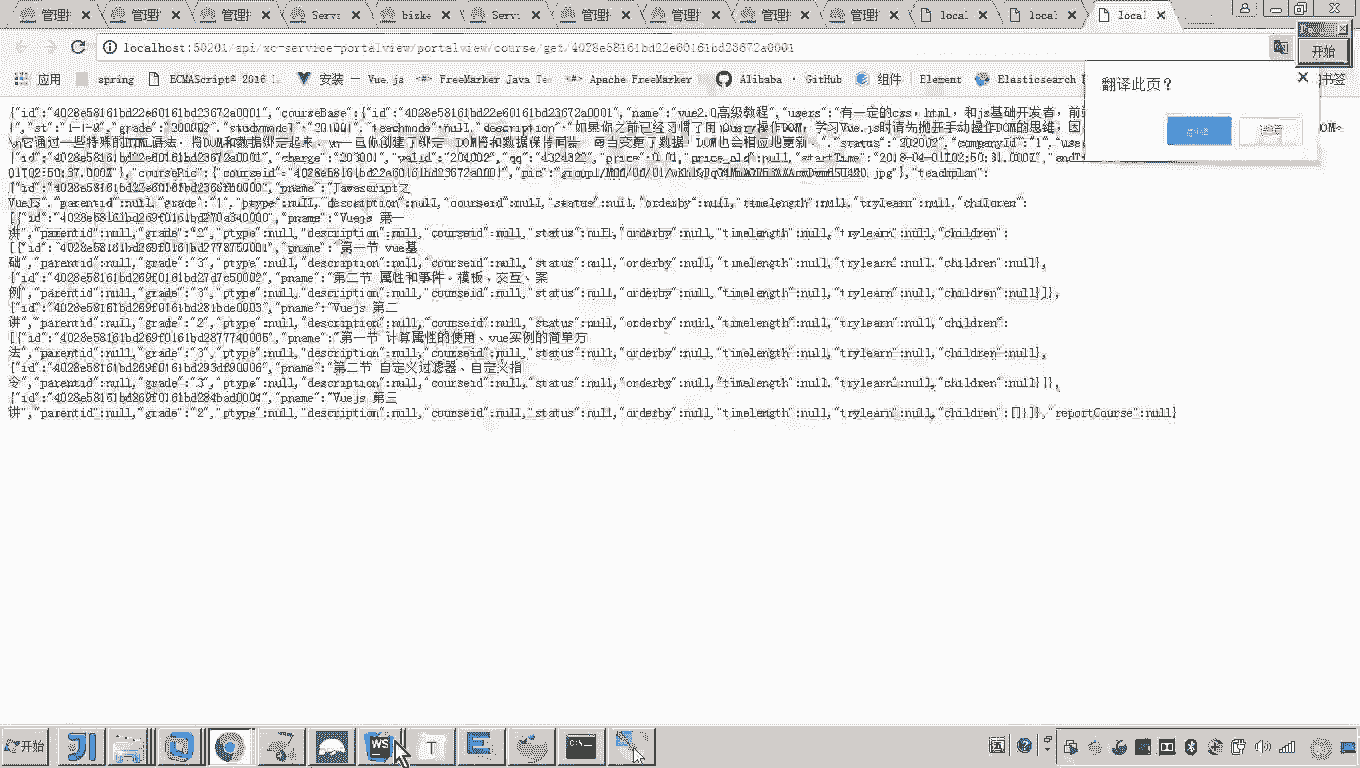 管理 管理 管理 Serv 管理 bizke Serv 管理 管理 管理 local local local
localhost:50201/api/xc-service-portalview/portalview/course/get/4028e58161bd22e60161bd23672a0001
开始
应用 spring ECMAScript® 2016 L 安装 — Vue.js FreeMarker Java Te Apache FreeMarker Alibaba · GitHub 组件 | Element Elasticsearch 书签
翻译此页？
{"id":"4028e58161bd22e60161bd23672a0001","courseBase":{"id":"4028e58161bd22e60161bd23672a0001","name":"vue2.0高级教程","users":"有一定的css，html，和js基础开发者，前
","st":"1-1-8","grade":"200002","studymodel":"201001","teachmode":null,"description":"如果你之前已经习惯了用jQuery操作DOM，学习Vue.js时请先抛开手动操作DOM的思维，因
\n它通过一些特殊的HTML语法，将DOM和数据绑定起来。\n一旦你创建了绑定，DOM将和数据保持同步，每当变更了数据，DOM也会相应地更新。","status":"202002","companyId":"1","use
{"id":"4028e58161bd22e60161bd23672a0001","charge":"203001","valid":"204002","qq":"d32432","price":0.01,"price_old":null,"startTime":"2018-04-01T02:50:31.000Z","endT
01T02:50:37.000Z"},"coursePic":{"courseid":"4028e58161bd22e60161bd23672a0001","pic":"group1/M00/00/01/.jpg"},"teachplan":
"pname":"Javascript之
VueJS","parentid":null,"grade":"1","ptype":null,"description":null,"courseid":null,"status":null,"orderby":null,"timelength":null,"trylearn":null,"children":
[{"id":"4028e58161bd269f0161bd270a340000","pname":"Vuejs 第一
讲","parentid":null,"grade":"2","ptype":null,"description":null,"courseid":null,"status":null,"orderby":null,"timelength":null,"trylearn":null,"children":
[{"id":"4028e58161bd269f0161bd2778750001","pname":"第一节 vue基
础","parentid":null,"grade":"3","ptype":null,"description":null,"courseid":null,"status":null,"orderby":null,"timelength":null,"trylearn":null,"children":null},
{"id":"4028e58161bd269f0161bd27d7c50002","pname":"第二节 属性和事件、模板、交互、案
例","parentid":null,"grade":"3","ptype":null,"description":null,"courseid":null,"status":null,"orderby":null,"timelength":null,"trylearn":null,"children":null}]},
{"id":"4028e58161bd269f0161bd281bde0003","pname":"Vuejs 第二
讲","parentid":null,"grade":"2","ptype":null,"description":null,"courseid":null,"status":null,"orderby":null,"timelength":null,"trylearn":null,"children":
[{"id":"4028e58161bd269f0161bd2877740005","pname":"第一节 计算属性的使用、vue实例的简单方
法","parentid":null,"grade":"3","ptype":null,"description":null,"courseid":null,"status":null,"orderby":null,"timelength":null,"trylearn":null,"children":null},
{"id":"4028e58161bd269f0161bd293df90006","pname":"第二节 自定义过滤器、自定义指
令","parentid":null,"grade":"3","ptype":null,"description":null,"courseid":null,"status":null,"orderby":null,"timelength":null,"trylearn":null,"children":null}]},
{"id":"4028e58161bd269f0161bd284bad0004","pname":"Vuejs 第三
讲","parentid":null,"grade":"2","ptype":null,"description":null,"courseid":null,"status":null,"orderby":null,"timelength":null,"trylearn":null,"children":[]}]},"reportCourse":null}
开始